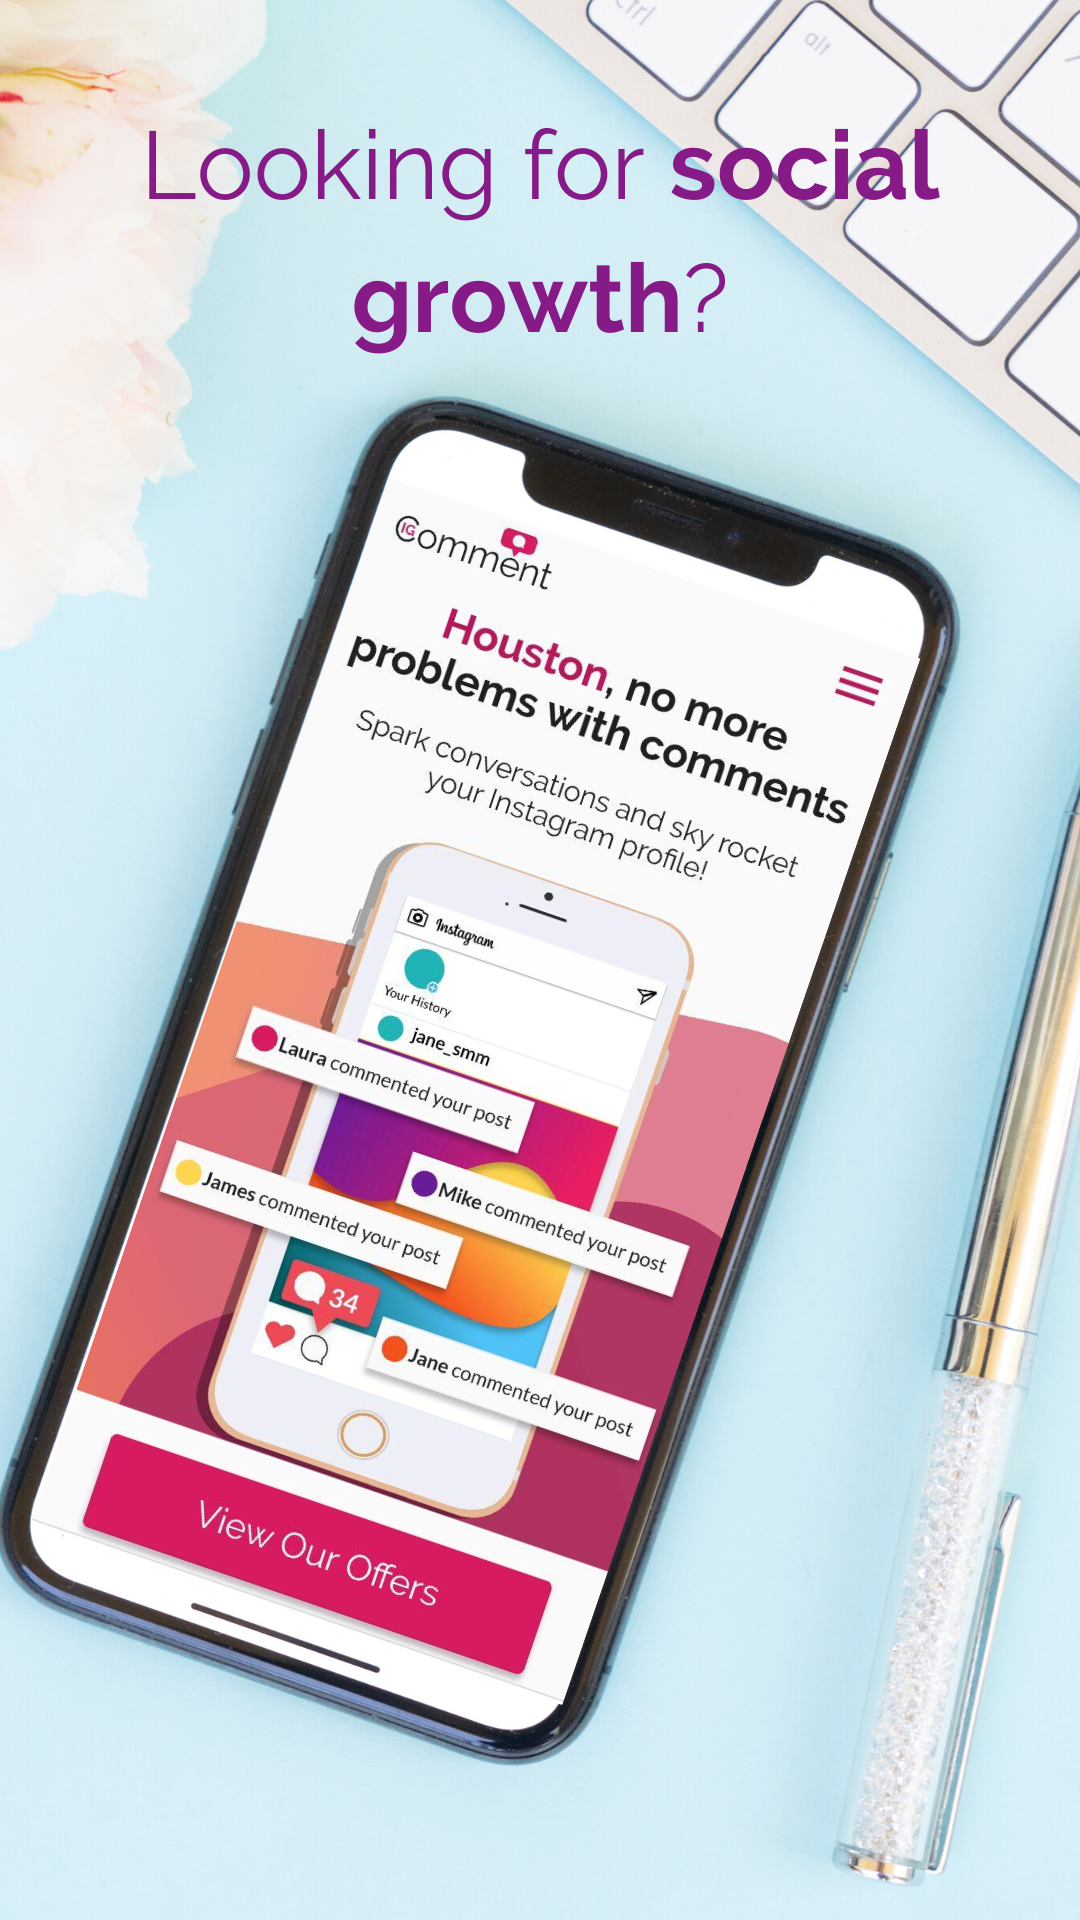 ctrl
alt
Looking for social
growth?
IG
Comment
Houston, no more
problems with comments
Spark conversations and sky rocket
your Instagram profile!
Instagram
Your History
jane_smm
Laura commented your post
Mike commented your post
James commented your post
34
Jane commented your post
View Our Offers